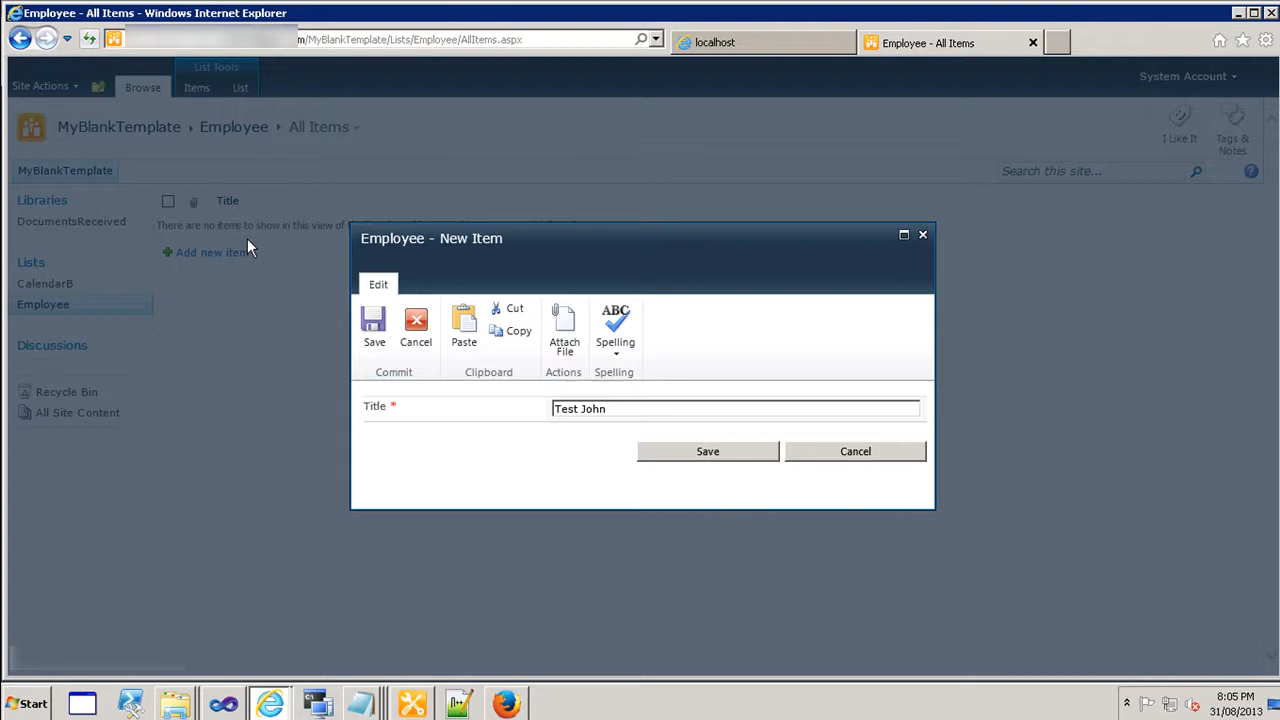 Employee - All Items - Windows Internet Explorer
m/MyBlankTemplate/Lists/Employee/AllItems.aspx
localhost
Employee - All Items
List Tools
System Account
Site Actions
Browse
Items
List
MyBlankTemplate
Employee
All Items
I Like It
Tags &
Notes
MyBlankTemplate
Search this site...
Libraries
DocumentsReceived
Title
There are no items to show in this view of
Add new item
Lists
CalendarB
Employee
Discussions
Recycle Bin
All Site Content
Employee - New Item
Edit
Save
Cancel
Paste
Cut
Copy
Attach
File
ABC
Spelling
Commit
Clipboard
Actions
Spelling
Title *
Test John
Save
Cancel
Start
8:05 PM
31/08/2013